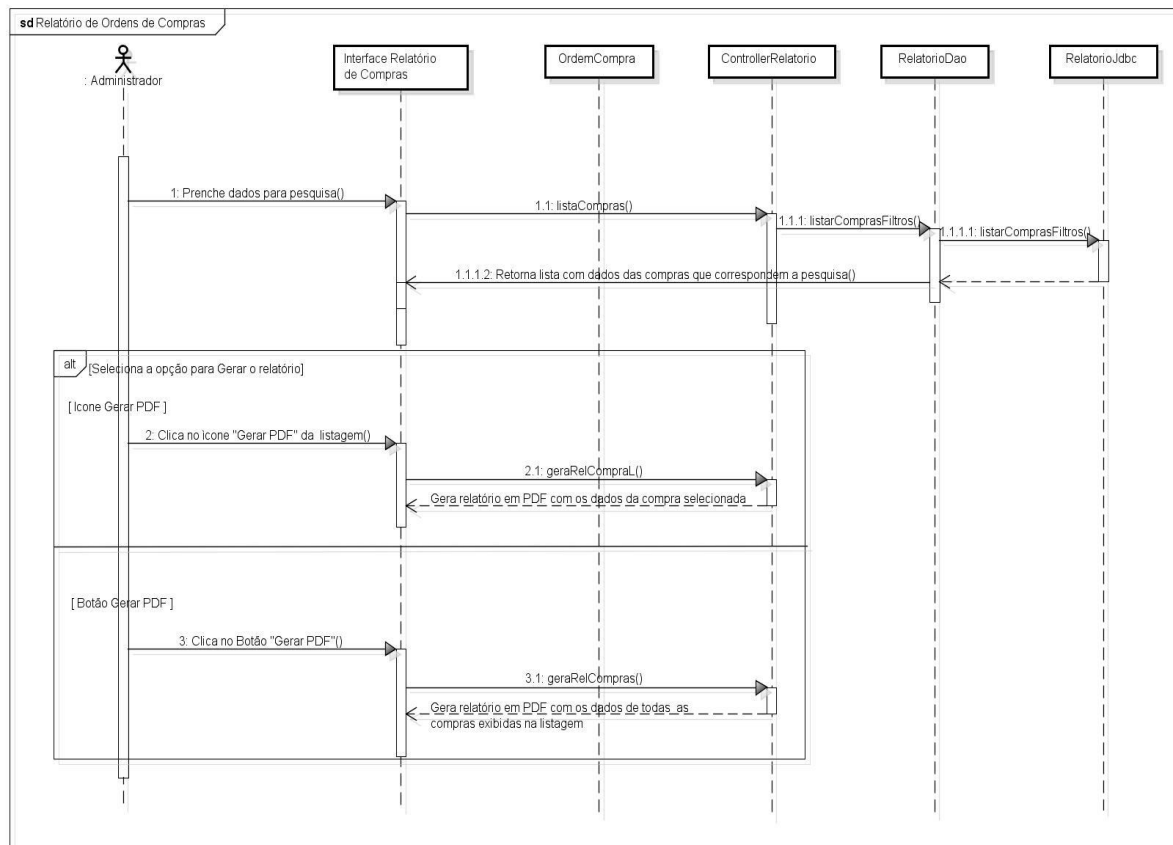 sd Relatório de Ordens de Compras
: Administrador
Interface Relatório
de Compras
OrdemCompra
ControllerRelatorio
RelatorioDao
RelatorioJdbc
1: Prenche dados para pesquisa()
1.1: listaCompras()
1.1.1: listarComprasFiltros()
1.1.1.1: listarComprasFiltros()
1.1.1.2: Retorna lista com dados das compras que correspondem a pesquisa()
alt
[Seleciona a opção para Gerar o relatório]
[ Icone Gerar PDF ]
2: Clica no ìcone "Gerar PDF" da listagem()
2.1: geraRelCompraL()
Gera relatório em PDF com os dados da compra selecionada
[ Botão Gerar PDF ]
3: Clica no Botão "Gerar PDF"()
3.1: geraRelCompras()
Gera relatório em PDF com os dados de todas as
compras exibidas na listagem